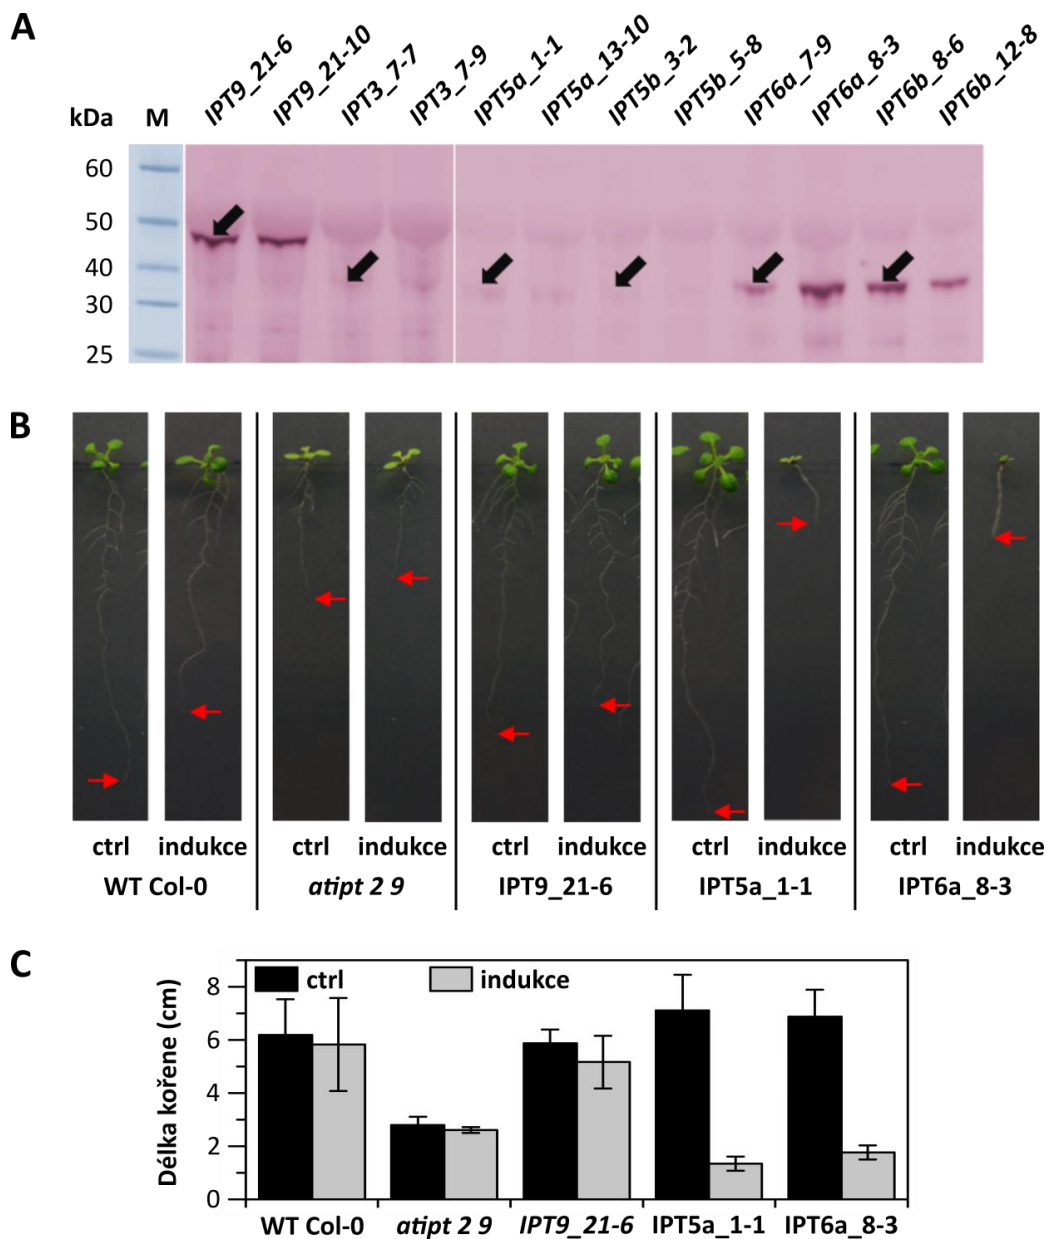 A
IPT9_21-6
IPT9_21-10
IPT3_7-7
IPT3_7-9
IPT5a_1-1
IPT5a_13-10
IPT5b_3-2
IPT5b_5-8
IPT6a_7-9
IPT6a_8-3
IPT6b_8-6
IPT6b_12-8
kDa M
60
50
40
30
25
B
ctrl indukce ctrl indukce ctrl indukce ctrl indukce ctrl indukce
WT Col-0 atipt 2 9 IPT9_21-6 IPT5a_1-1 IPT6a_8-3
C
ctrl indukce
Délka kořene (cm)
8
6
4
2
0
WT Col-0 atipt 2 9 IPT9_21-6 IPT5a_1-1 IPT6a_8-3